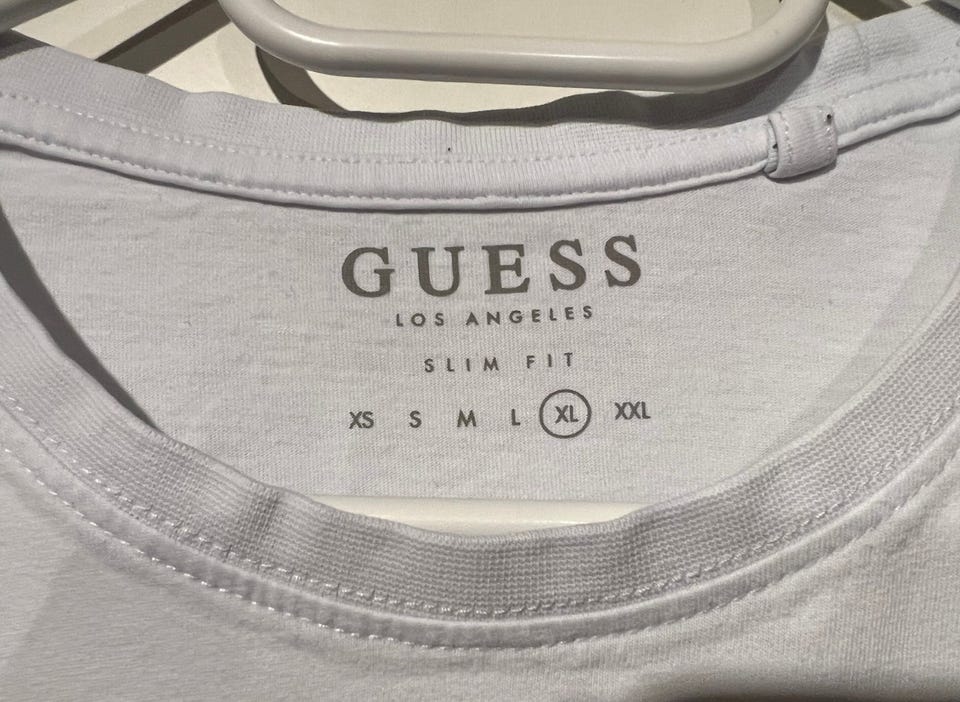 GUESS
LOS ANGELES
SLIM FIT
XS S M L XL XXL